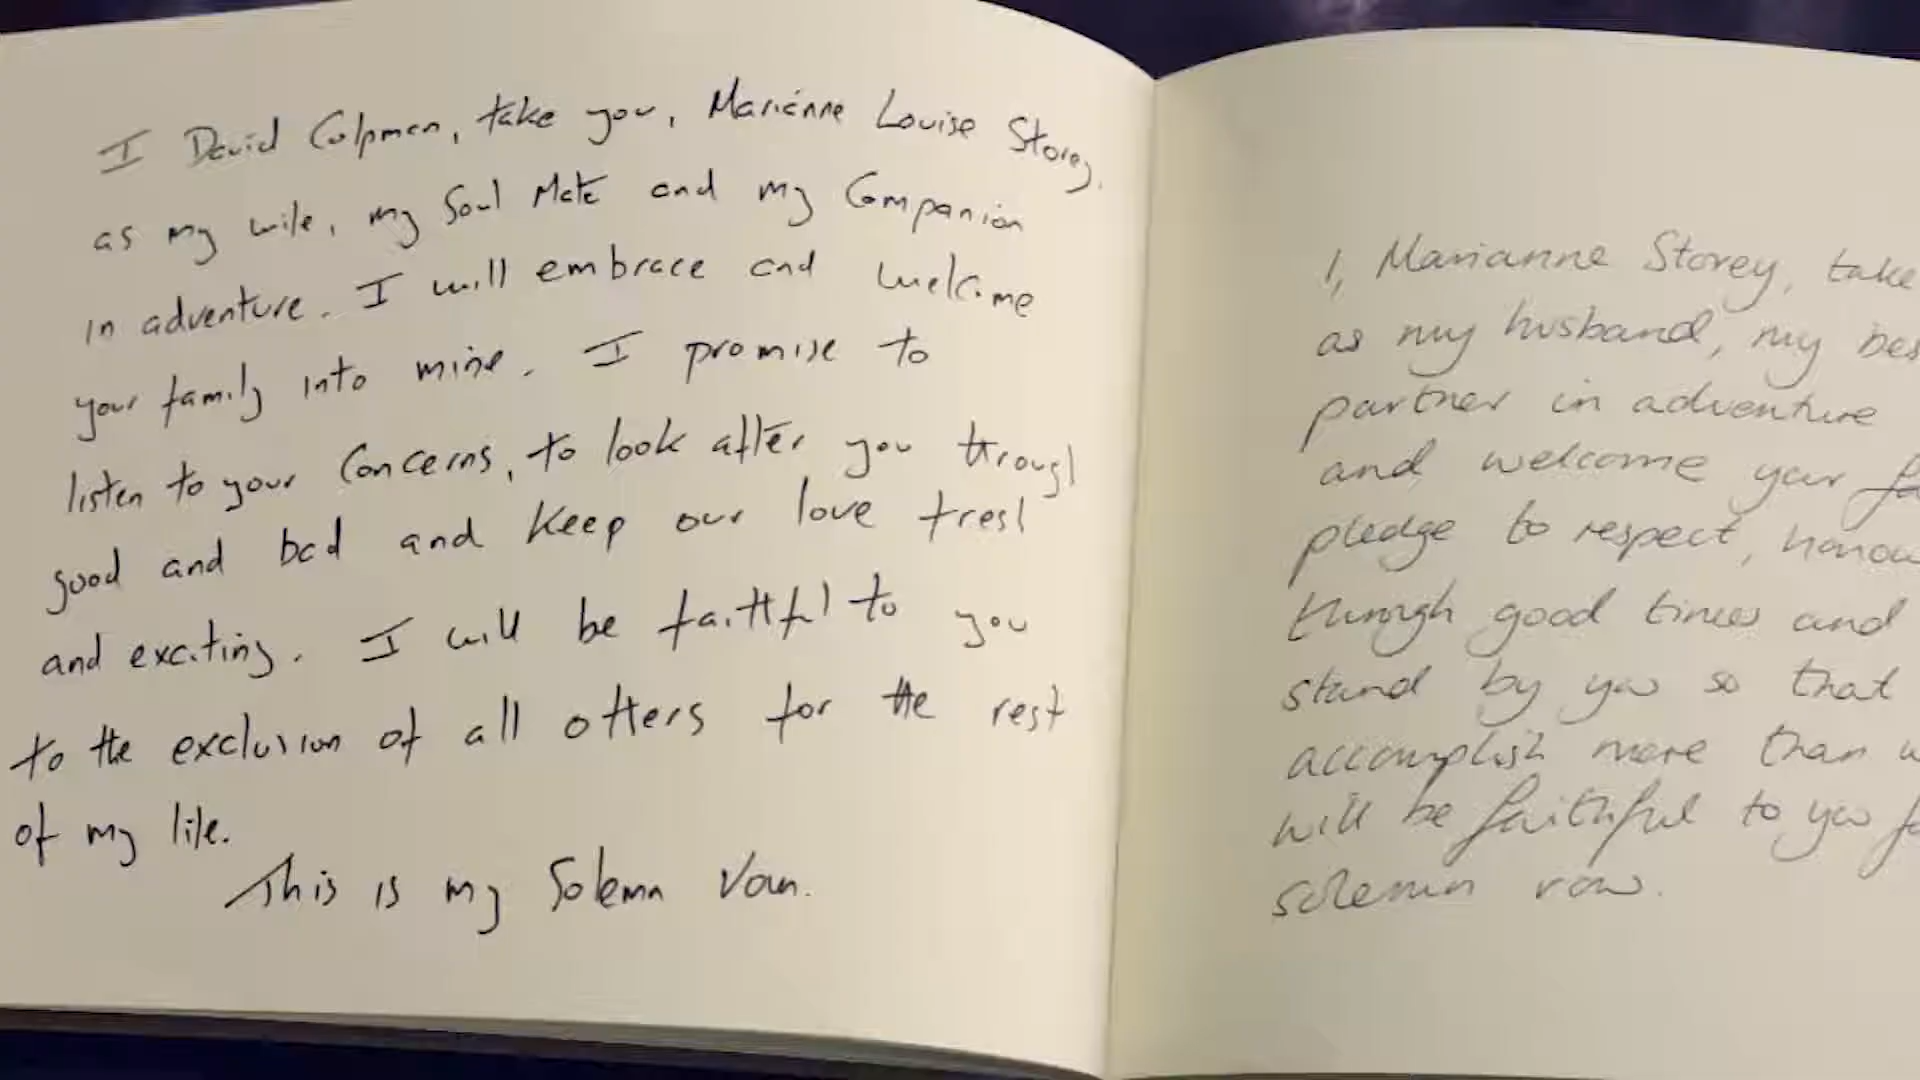 I David Colpman, take you, Marianne Louise Storey,
as my wife, my Soul Mate and my Companion
in adventure. I will embrace and welcome
your family into mine. I promise to
listen to your Concerns, to look after you through
good and bad and keep our love fresh
and exciting. I will be faithful to you
to the exclusion of all others for the rest
of my life.
This is my Solemn Vow.
I, Marianne Storey, take
as my husband, my bes
partner in adventure
and welcome your fa
pledge to respect, honou
through good times and
stand by you so that
accomplish more than w
will be faithful to you fo
solemn vow.